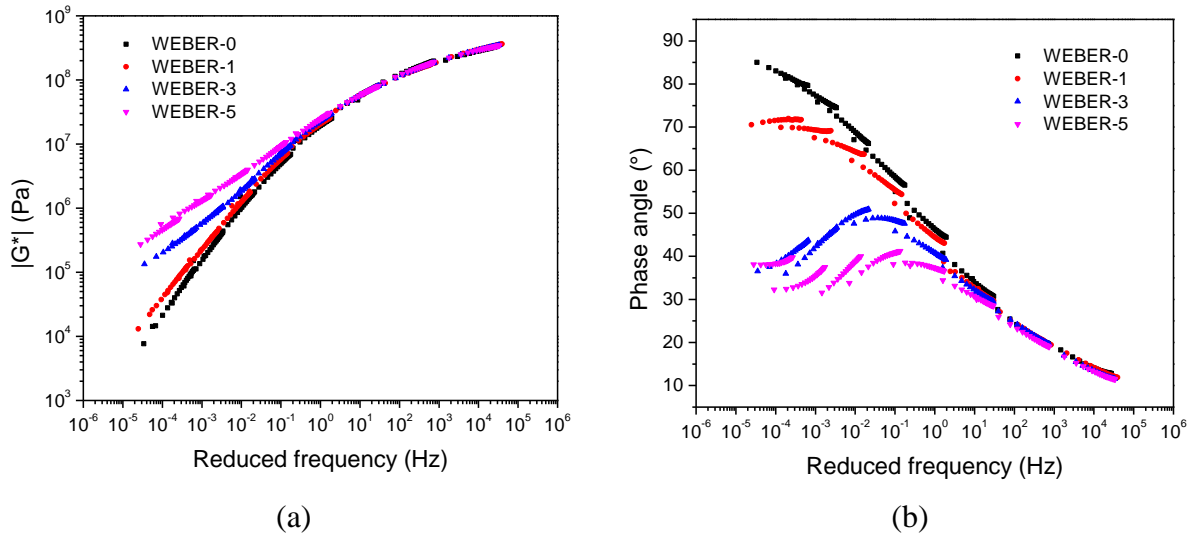 10^9
10^8
10^7
10^6
10^5
10^4
10^3
|G*| (Pa)
WEBER-0
WEBER-1
WEBER-3
WEBER-5
10^-6 10^-5 10^-4 10^-3 10^-2 10^-1 10^0 10^1 10^2 10^3 10^4 10^5 10^6
Reduced frequency (Hz)
(a)
90
80
70
60
50
40
30
20
10
Phase angle (°)
WEBER-0
WEBER-1
WEBER-3
WEBER-5
10^-6 10^-5 10^-4 10^-3 10^-2 10^-1 10^0 10^1 10^2 10^3 10^4 10^5 10^6
Reduced frequency (Hz)
(b)